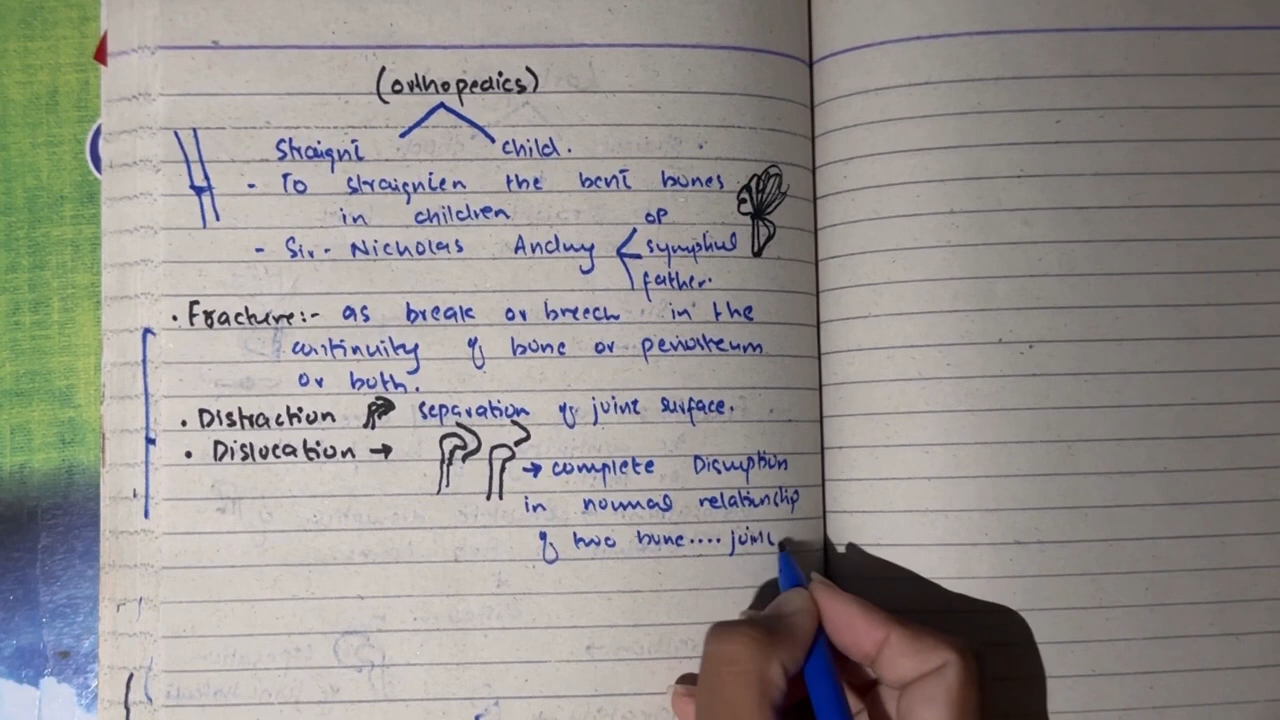 (orthopedics)
Straight child.
- To straighten the bent bones
in children
OP
- Sir- Nicholas Andry symptiul
father.
. Fracture:- as break or breech in the
continuity of bone or periosteum
or both.
. Distraction separation of joint surface.
. Dislocation →
→ complete Disruption
in normal relationship
of two bone.... joint